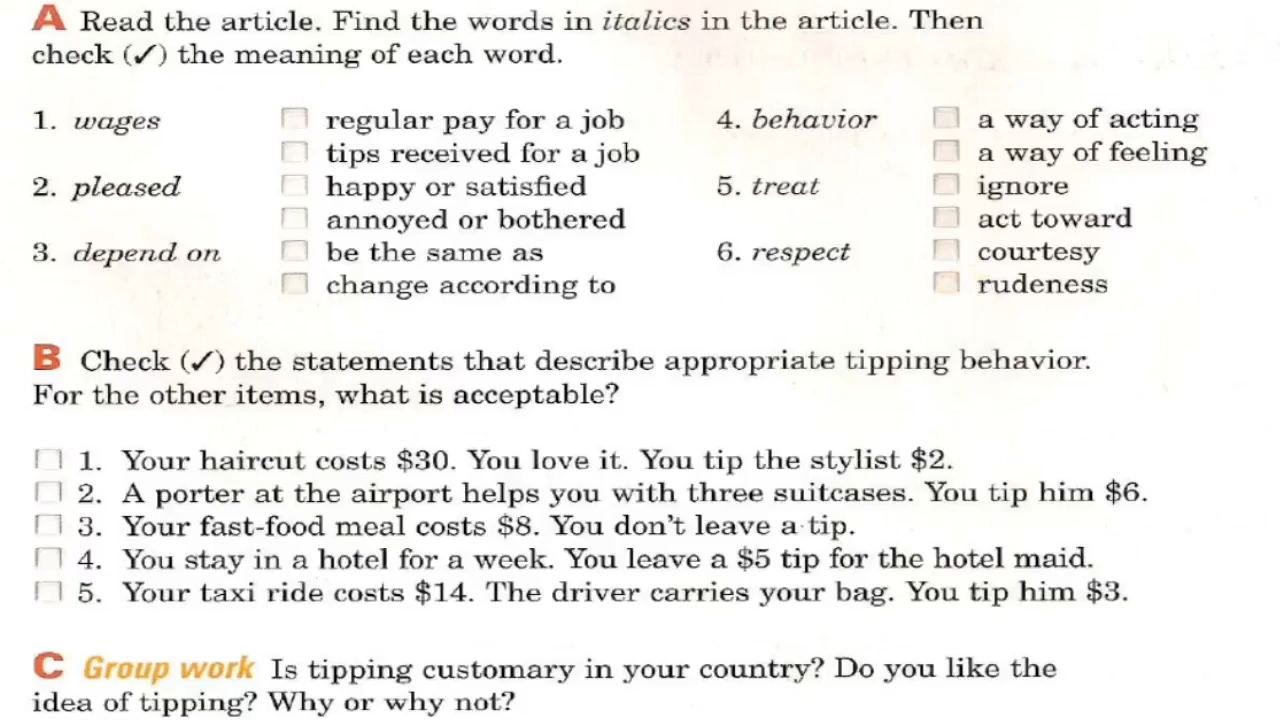 A Read the article. Find the words in italics in the article. Then
check (✓) the meaning of each word.
1. wages
☐ regular pay for a job
☐ tips received for a job
2. pleased
☐ happy or satisfied
☐ annoyed or bothered
3. depend on
☐ be the same as
☐ change according to
4. behavior
☐ a way of acting
☐ a way of feeling
5. treat
☐ ignore
☐ act toward
6. respect
☐ courtesy
☐ rudeness
B Check (✓) the statements that describe appropriate tipping behavior.
For the other items, what is acceptable?
☐ 1. Your haircut costs $30. You love it. You tip the stylist $2.
☐ 2. A porter at the airport helps you with three suitcases. You tip him $6.
☐ 3. Your fast-food meal costs $8. You don't leave a tip.
☐ 4. You stay in a hotel for a week. You leave a $5 tip for the hotel maid.
☐ 5. Your taxi ride costs $14. The driver carries your bag. You tip him $3.
C Group work Is tipping customary in your country? Do you like the
idea of tipping? Why or why not?